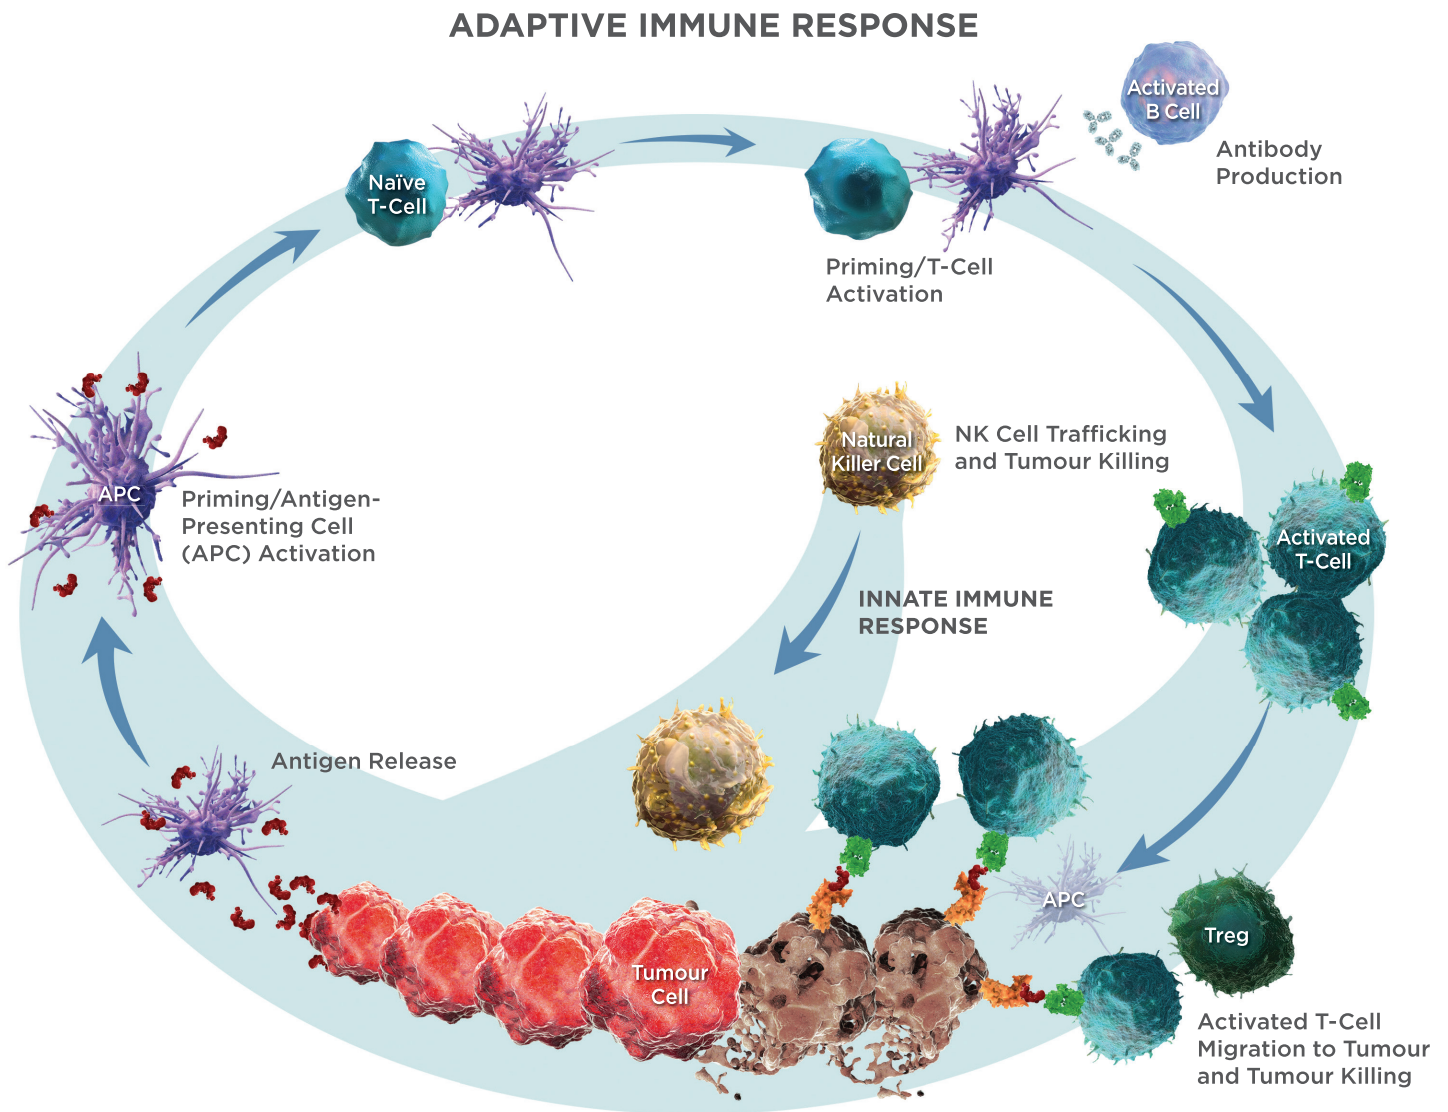 ADAPTIVE IMMUNE RESPONSE
Activated
B Cell
Antibody
Production
Naïve
T-Cell
Priming/T-Cell
Activation
Natural
Killer Cell
NK Cell Trafficking
and Tumour Killing
APC
Priming/Antigen-
Presenting Cell
(APC) Activation
Activated
T-Cell
INNATE IMMUNE
RESPONSE
Antigen Release
APC
Treg
Tumour
Cell
Activated T-Cell
Migration to Tumour
and Tumour Killing